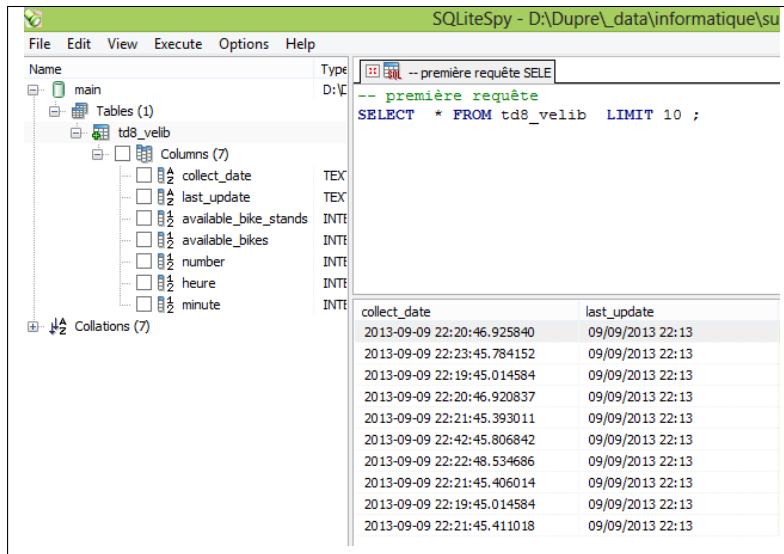 SQLiteSpy - D:\Dupre\_data\informatique\su
File Edit View Execute Options Help
Name Type
main D:\D
Tables (1)
td8_velib
Columns (7)
collect_date TEX
last_update TEX
available_bike_stands INTE
available_bikes INTE
number INTE
heure INTE
minute INTE
Collations (7)
SQL -- première requête SELE
-- première requête
SELECT * FROM td8_velib LIMIT 10 ;
collect_date last_update
2013-09-09 22:20:46.925840 09/09/2013 22:13
2013-09-09 22:23:45.784152 09/09/2013 22:13
2013-09-09 22:19:45.014584 09/09/2013 22:13
2013-09-09 22:20:46.920837 09/09/2013 22:13
2013-09-09 22:21:45.393011 09/09/2013 22:13
2013-09-09 22:42:45.806842 09/09/2013 22:13
2013-09-09 22:22:48.534686 09/09/2013 22:13
2013-09-09 22:21:45.406014 09/09/2013 22:13
2013-09-09 22:19:45.014584 09/09/2013 22:13
2013-09-09 22:21:45.411018 09/09/2013 22:13